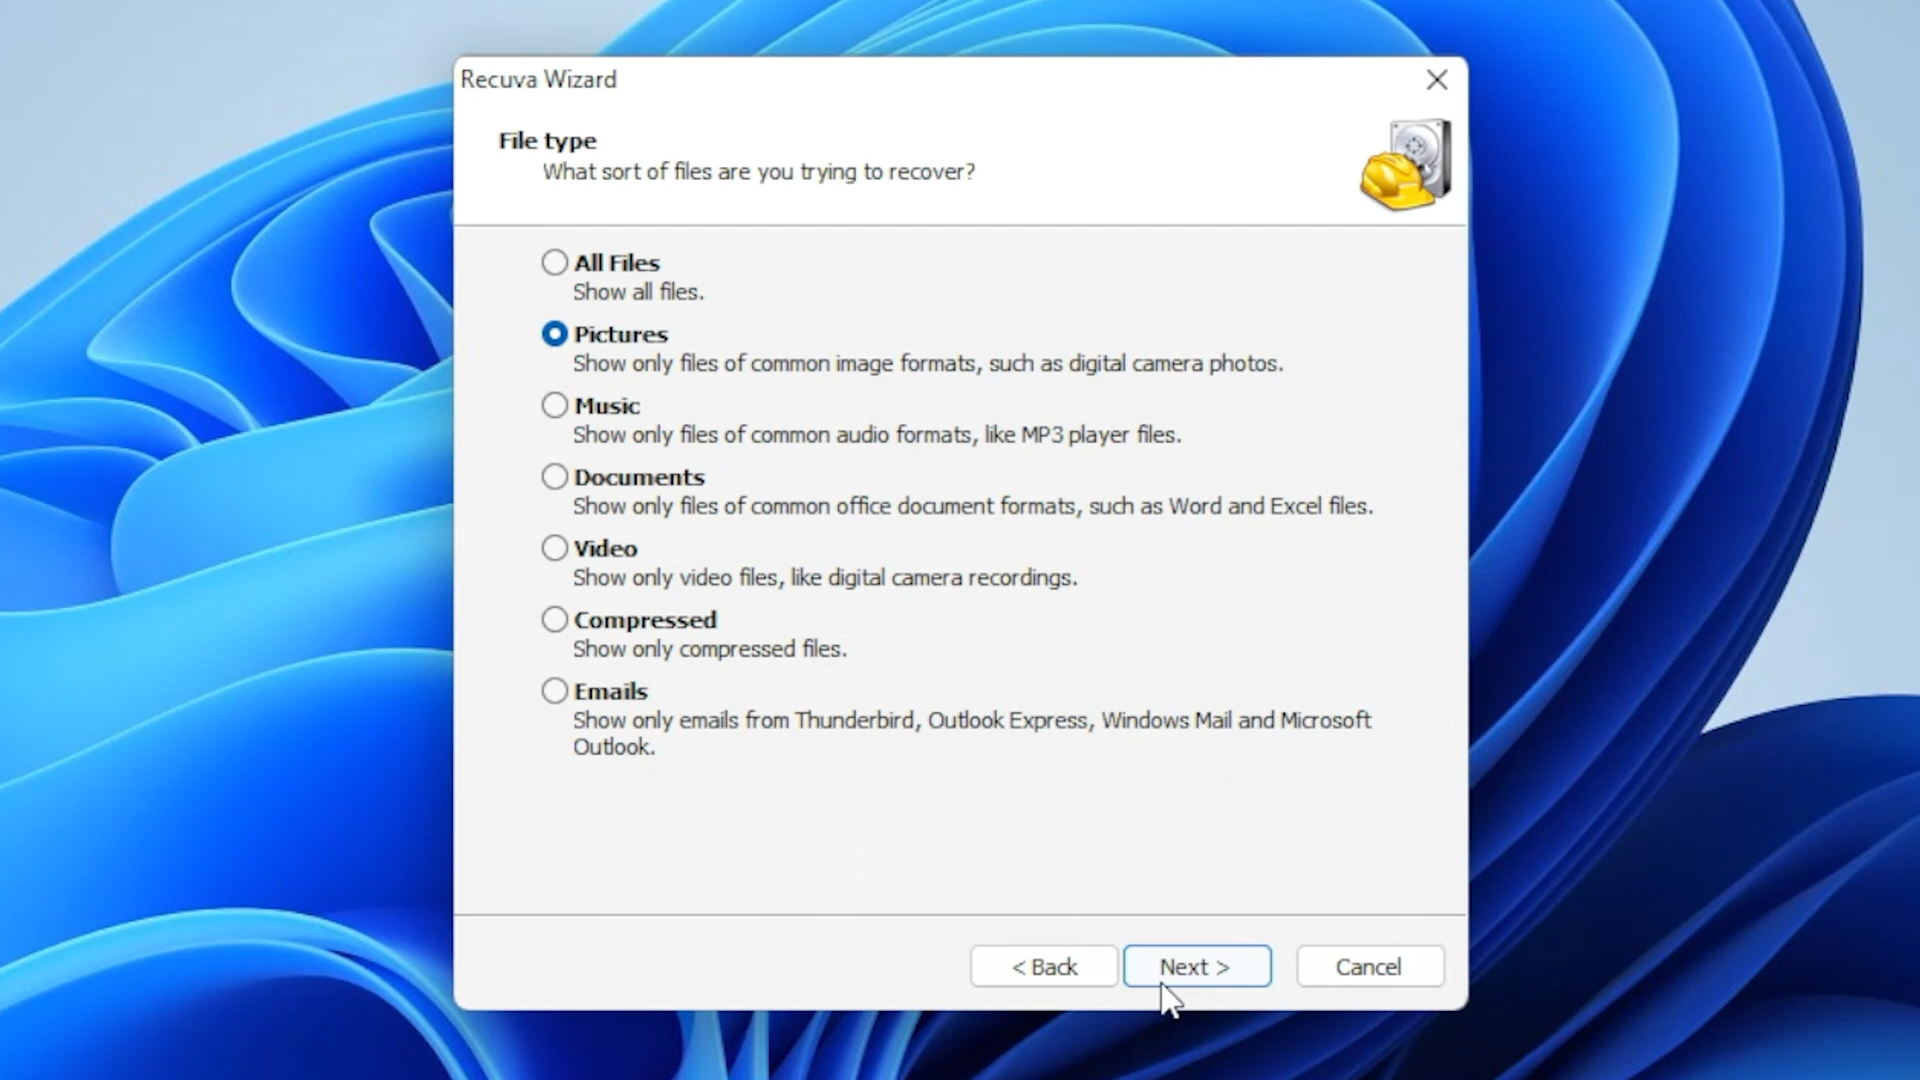 Recuva Wizard
File type
What sort of files are you trying to recover?
All Files
Show all files.
Pictures
Show only files of common image formats, such as digital camera photos.
Music
Show only files of common audio formats, like MP3 player files.
Documents
Show only files of common office document formats, such as Word and Excel files.
Video
Show only video files, like digital camera recordings.
Compressed
Show only compressed files.
Emails
Show only emails from Thunderbird, Outlook Express, Windows Mail and Microsoft
Outlook.
< Back
Next >
Cancel